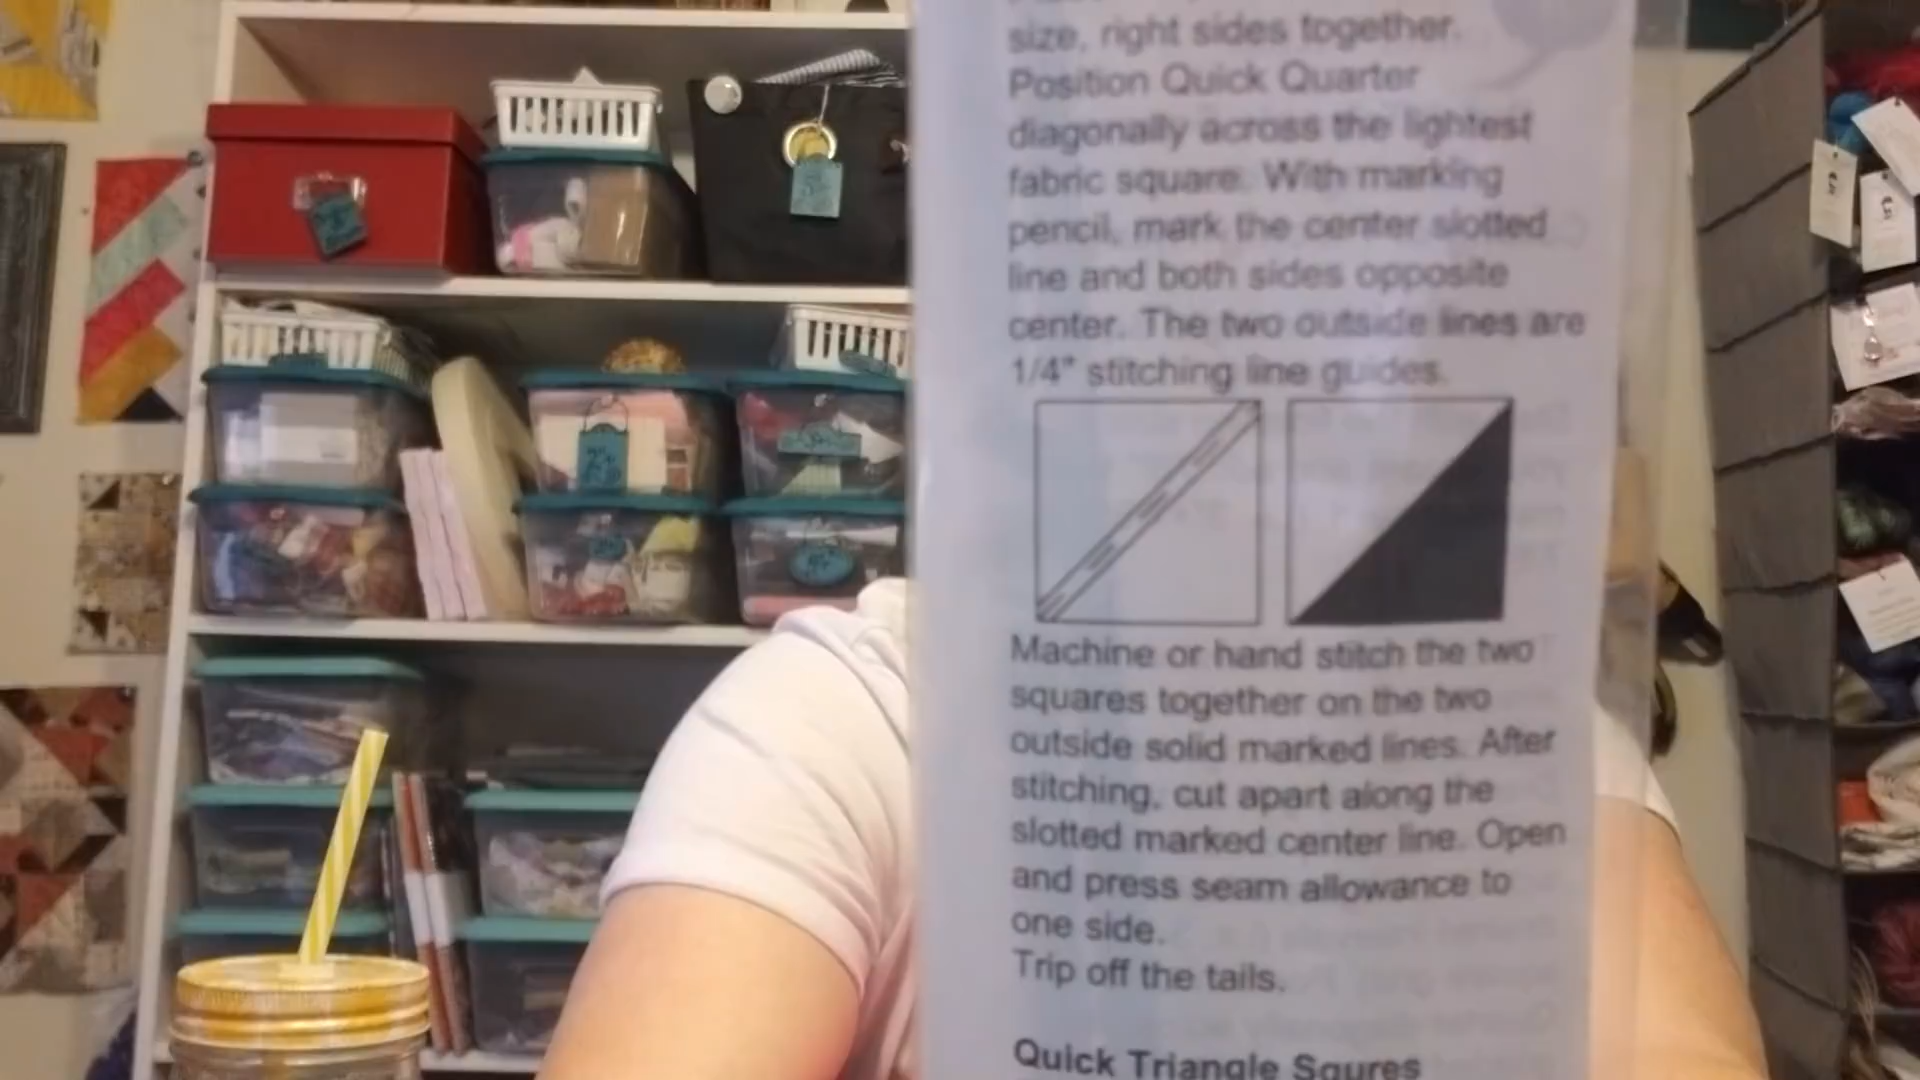 size, right sides together.
Position Quick Quarter
diagonally across the lightest
fabric square. With marking
pencil, mark the center slotted
line and both sides opposite
center. The two outside lines are
1/4" stitching line guides.
Machine or hand stitch the two
squares together on the two
outside solid marked lines. After
stitching, cut apart along the
slotted marked center line. Open
and press seam allowance to
one side.
Trip off the tails.
Quick Triangle Squres